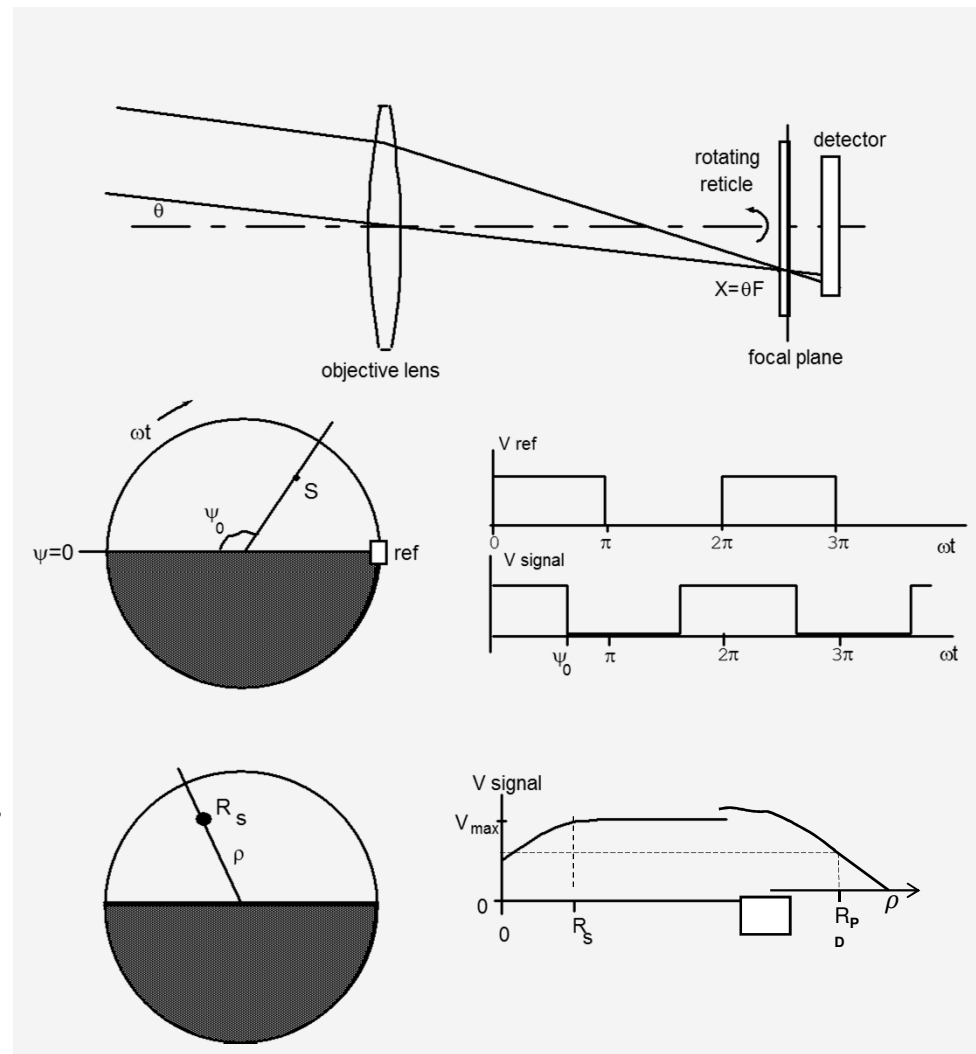 rotating
reticle
detector
θ
X=θF
focal plane
objective lens
ωt
S
ψ0
ψ=0
ref
V ref
0 π 2π 3π ωt
V signal
ψ0 π 2π 3π ωt
Rs
ρ
V signal
Vmax
0
0 Rs RP ρ
D